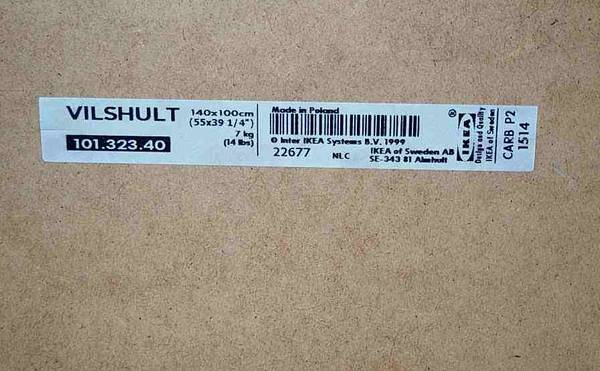 VILSHULT
101.323.40
140x100cm
(55x39 1/4")
7 kg
(14 lbs)
Made in Poland
© Inter IKEA Systems B.V. 1999
22677 NLC
IKEA of Sweden AB
SE-343 81 Älmhult
®
IKEA
Design and Quality
IKEA of Sweden
CARB P2
1514